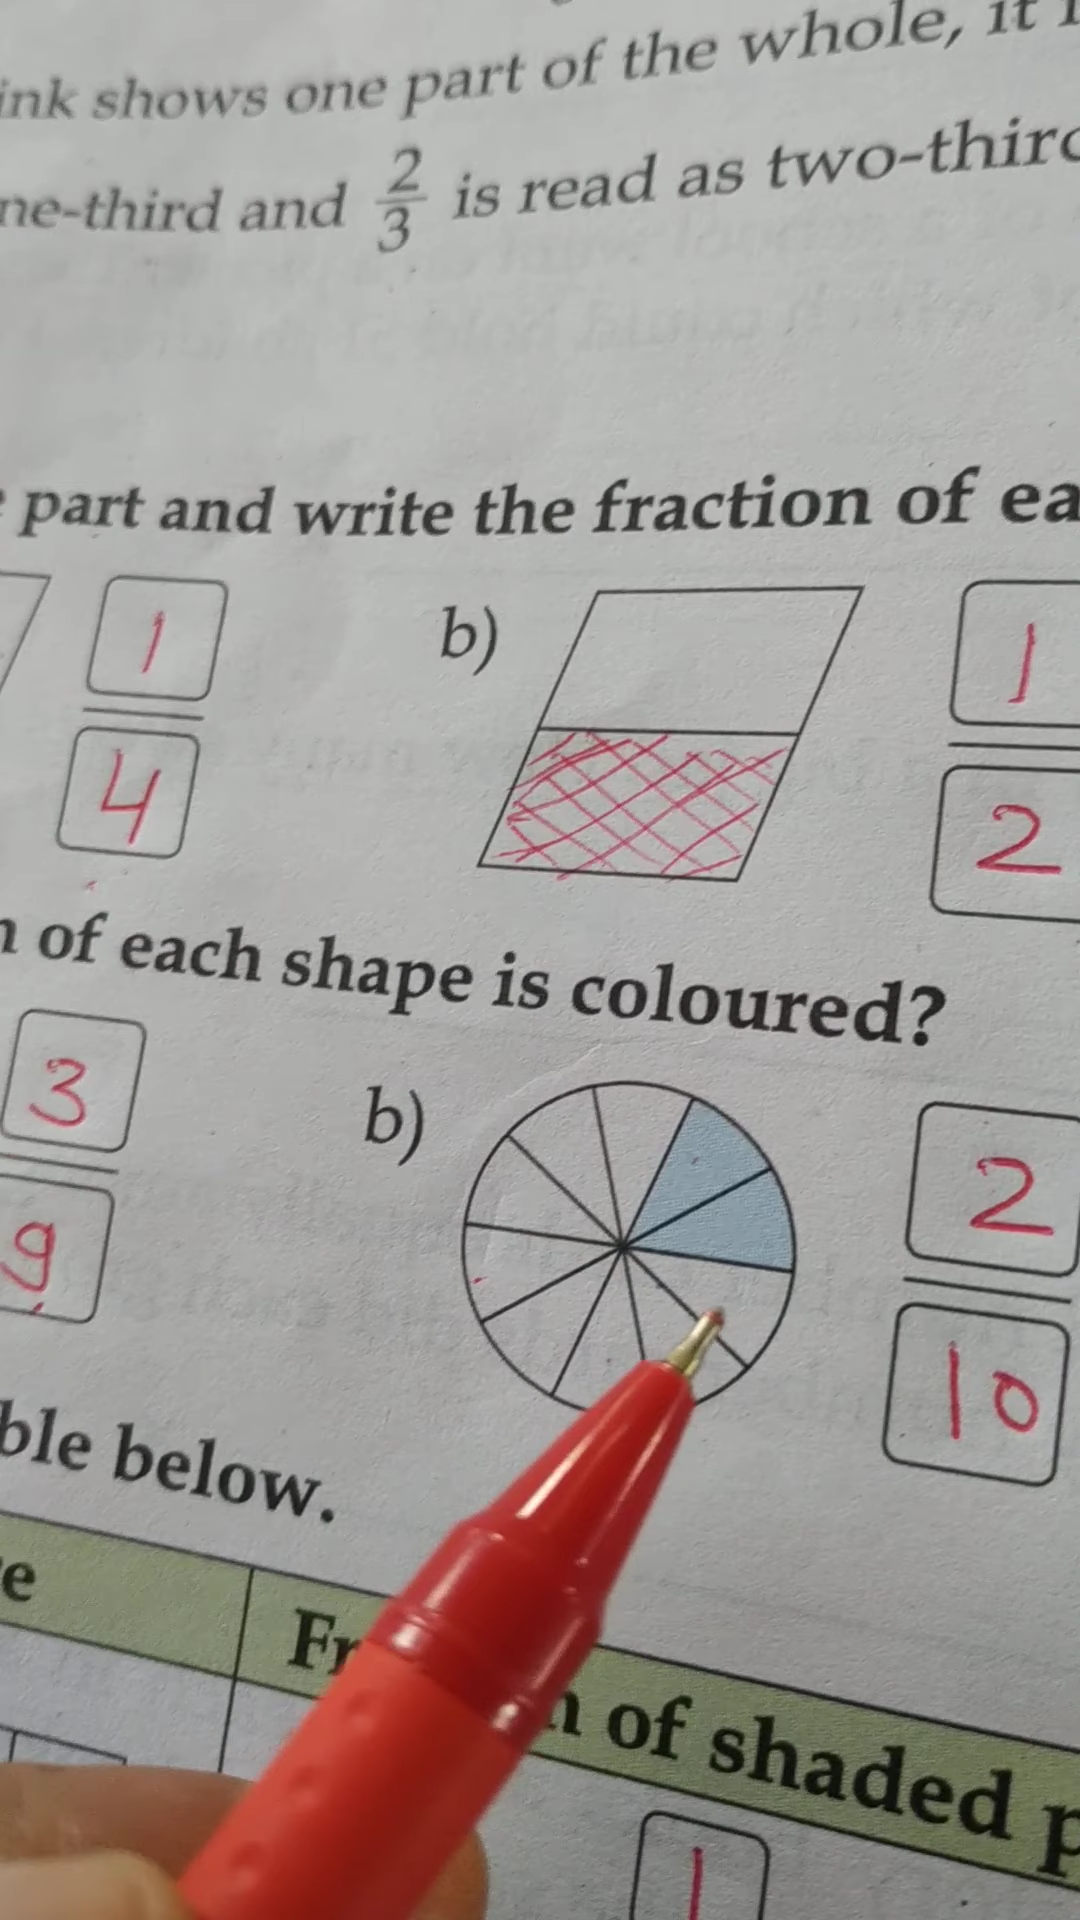 ink shows one part of the whole, it
ne-third and 2/3 is read as two-third
part and write the fraction of ea
1
4
b)
1
2
n of each shape is coloured?
3
9
b)
2
10
ble below.
e
Fr
n of shaded p
1